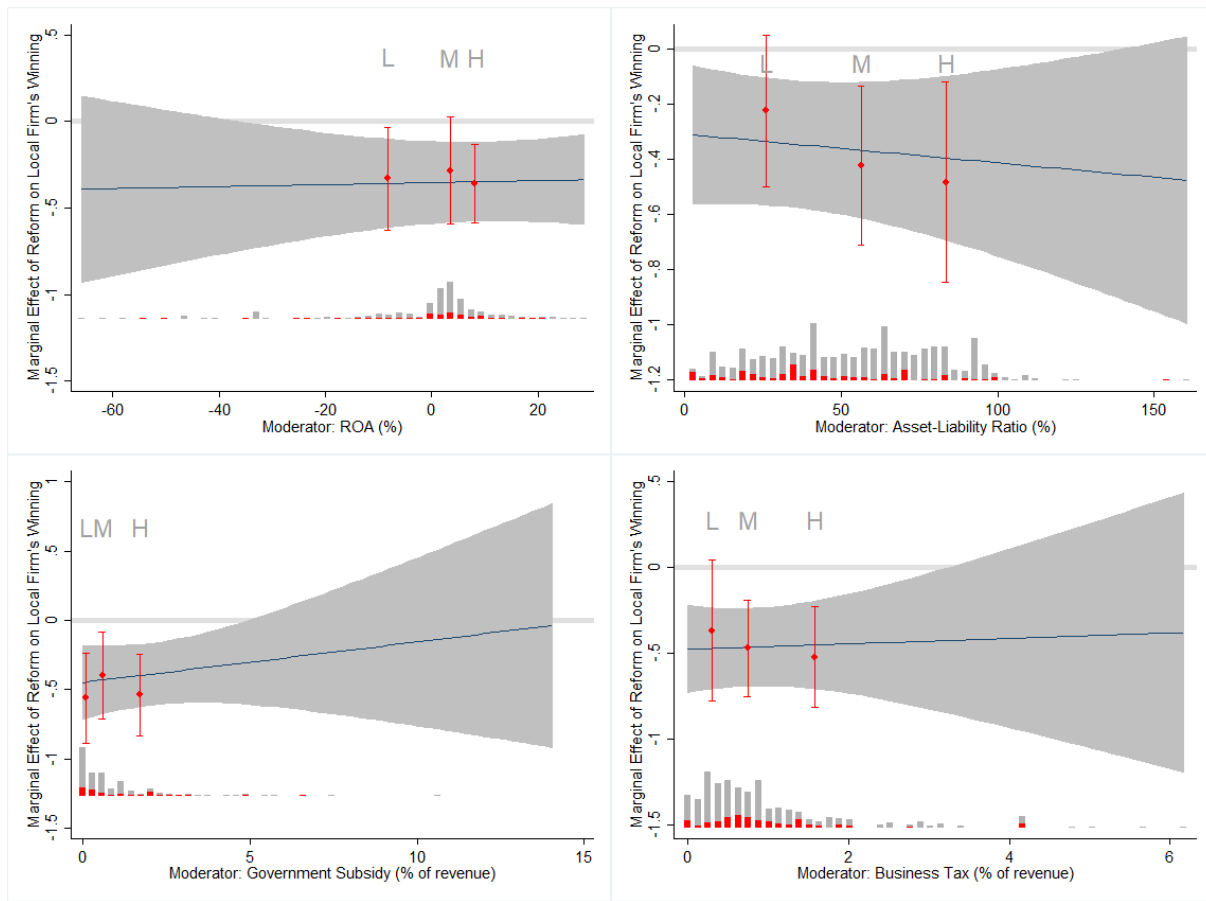 Marginal Effect of Reform on Local Firm's Winning
.5
0
-.5
-1
-1.5
L M H
-60 -40 -20 0 20
Moderator: ROA (%)
Marginal Effect of Reform on Local Firm's Winning
0
-.2
-.4
-.6
-.8
-1
-1.2
L M H
0 50 100 150
Moderator: Asset-Liability Ratio (%)
Marginal Effect of Reform on Local Firm's Winning
1
.5
0
-.5
-1
-1.5
L M H
0 5 10 15
Moderator: Government Subsidy (% of revenue)
Marginal Effect of Reform on Local Firm's Winning
.5
0
-.5
-1
-1.5
L M H
0 2 4 6
Moderator: Business Tax (% of revenue)